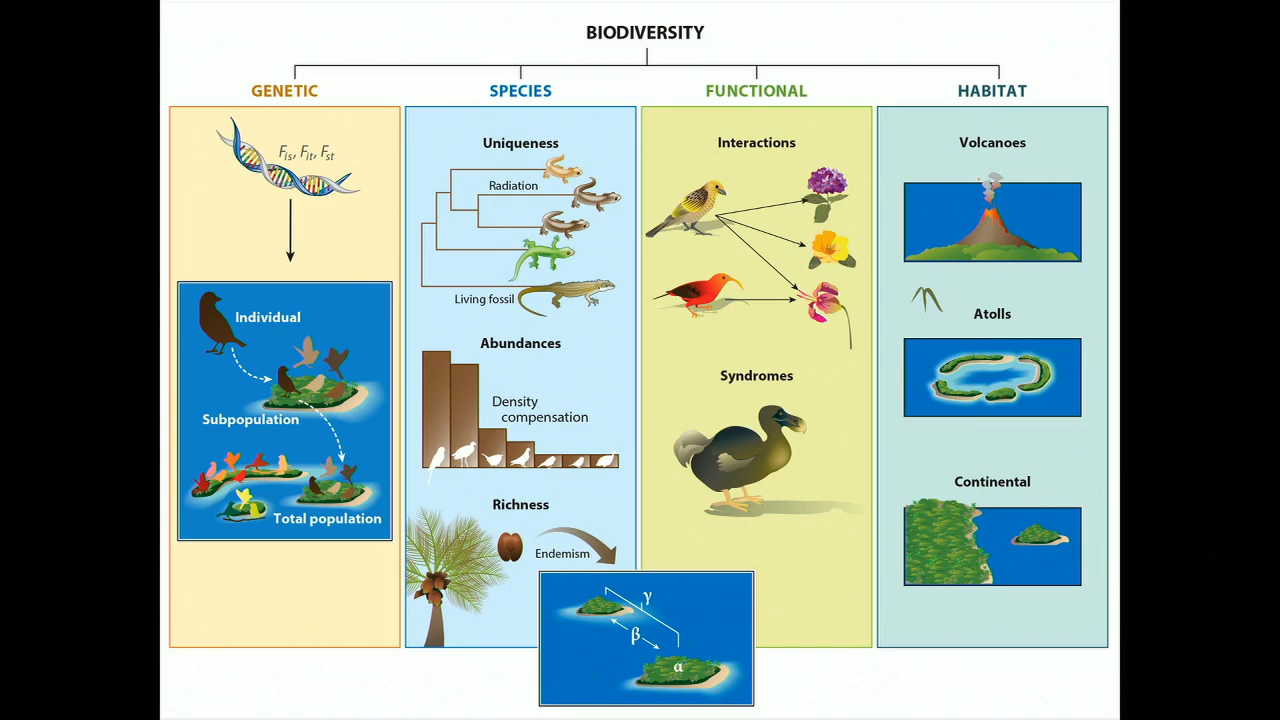 BIODIVERSITY
GENETIC
SPECIES
FUNCTIONAL
HABITAT
Fis, Fit, Fst
Individual
Subpopulation
Total population
Uniqueness
Radiation
Living fossil
Abundances
Density
compensation
Richness
Endemism
γ
β
α
Interactions
Syndromes
Volcanoes
Atolls
Continental